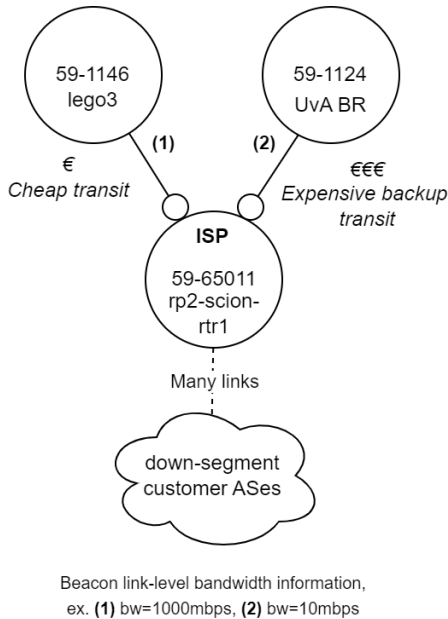 59-1146
lego3
59-1124
UvA BR
(1)
(2)
€
Cheap transit
€€€
Expensive backup
transit
ISP
59-65011
rp2-scion-
rtr1
Many links
down-segment
customer ASes
Beacon link-level bandwidth information,
ex. (1) bw=1000mbps, (2) bw=10mbps